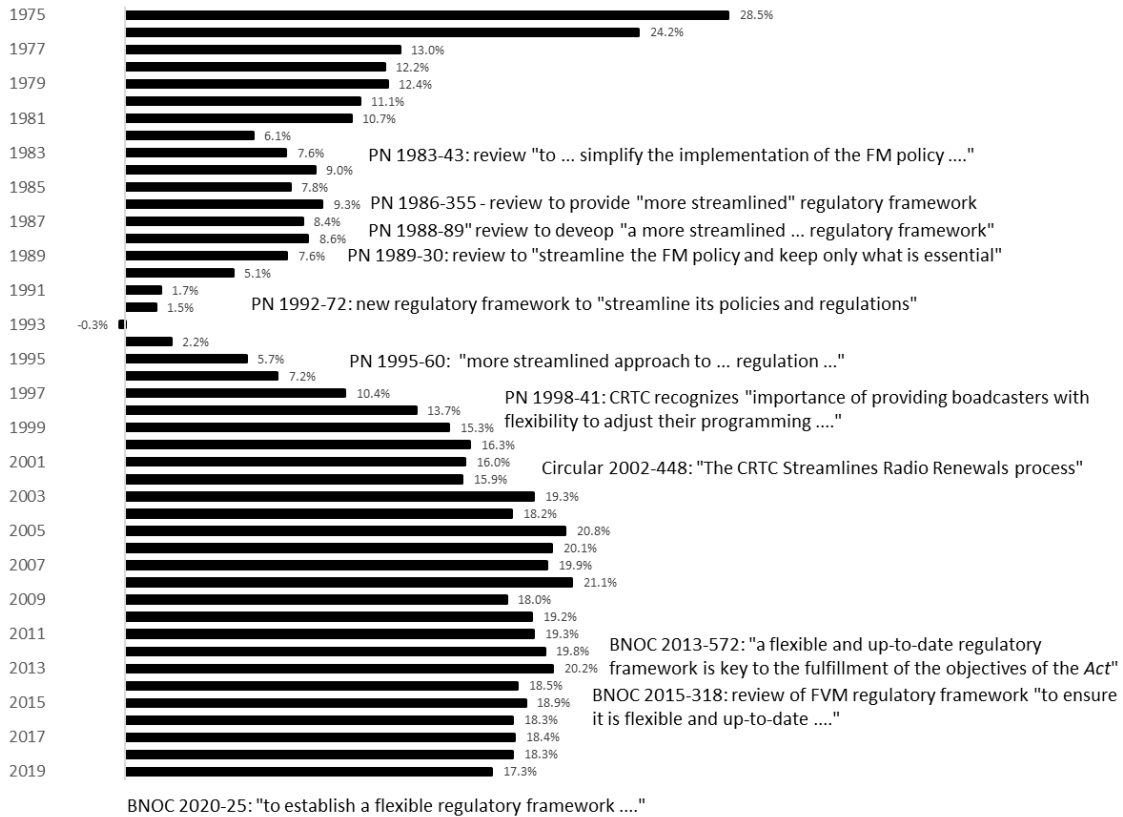 1975 28.5%
24.2%
1977 13.0%
12.2%
1979 12.4%
11.1%
1981 10.7%
6.1%
1983 7.6% PN 1983-43: review "to ... simplify the implementation of the FM policy ...."
9.0%
1985 7.8%
9.3% PN 1986-355 - review to provide "more streamlined" regulatory framework
1987 8.4%
8.6% PN 1988-89" review to deveop "a more streamlined ... regulatory framework"
1989 7.6% PN 1989-30: review to "streamline the FM policy and keep only what is essential"
5.1%
1991 1.7%
1.5% PN 1992-72: new regulatory framework to "streamline its policies and regulations"
1993 -0.3%
2.2%
1995 5.7% PN 1995-60: "more streamlined approach to ... regulation ..."
7.2%
1997 10.4% PN 1998-41: CRTC recognizes "importance of providing boadcasters with
13.7% flexibility to adjust their programming ...."
1999 15.3%
16.3%
2001 16.0% Circular 2002-448: "The CRTC Streamlines Radio Renewals process"
15.9%
2003 19.3%
18.2%
2005 20.8%
20.1%
2007 19.9%
21.1%
2009 18.0%
19.2%
2011 19.3% BNOC 2013-572: "a flexible and up-to-date regulatory
19.8% framework is key to the fulfillment of the objectives of the Act"
2013 20.2%
18.5% BNOC 2015-318: review of FVM regulatory framework "to ensure
2015 18.9% it is flexible and up-to-date ...."
18.3%
2017 18.4%
18.3%
2019 17.3%
BNOC 2020-25: "to establish a flexible regulatory framework ...."